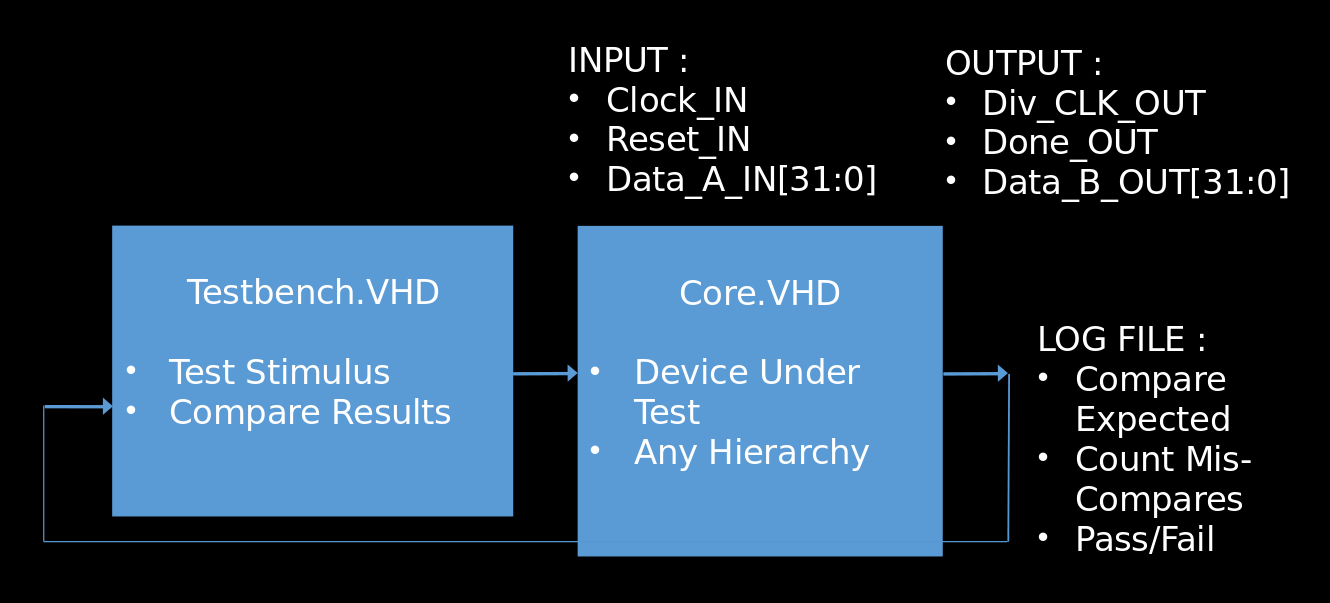 INPUT :
• Clock_IN
• Reset_IN
• Data_A_IN[31:0]
OUTPUT :
• Div_CLK_OUT
• Done_OUT
• Data_B_OUT[31:0]
Testbench.VHD
• Test Stimulus
• Compare Results
Core.VHD
• Device Under
Test
• Any Hierarchy
LOG FILE :
• Compare
Expected
• Count Mis-
Compares
• Pass/Fail